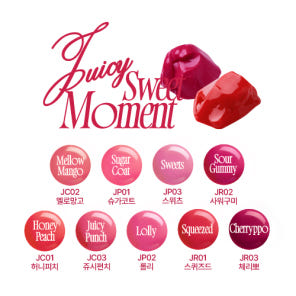 Juicy
Sweet
Moment
Mellow Mango
Sugar Coat
Sweets
Sour Gummy
JC02
JP01
JP03
JR02
멜로망고
슈가코트
스위츠
사워구미
Honey Peach
Juicy Punch
Lolly
Squeezed
Cherryppo
JC01
JC03
JP02
JR01
JR03
허니피치
쥬시펀치
롤리
스퀴즈드
체리뽀